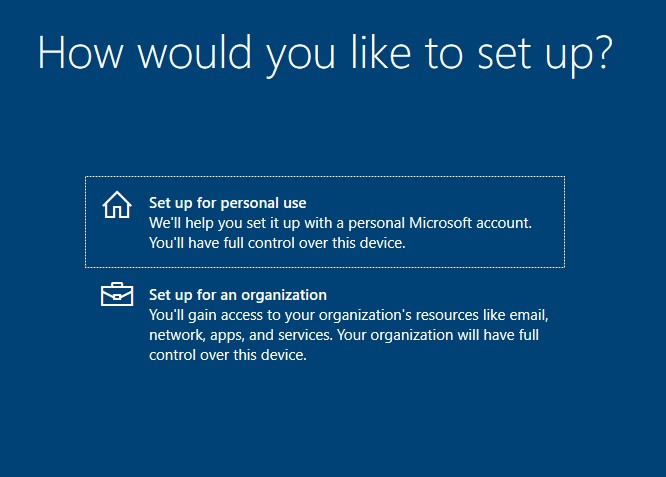 How would you like to set up?
Set up for personal use
We'll help you set it up with a personal Microsoft account.
You'll have full control over this device.
Set up for an organization
You'll gain access to your organization's resources like email,
network, apps, and services. Your organization will have full
control over this device.